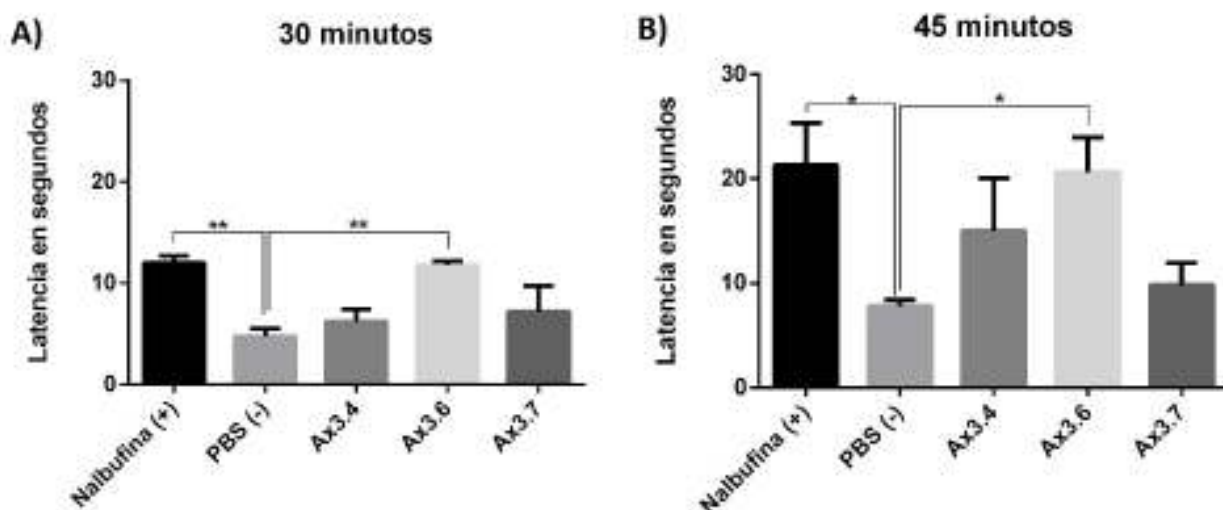 A)
30 minutos
Latencia en segundos
30
20
10
0
**
**
Nalbufina (+)
PBS (-)
Ax3.4
Ax3.6
Ax3.7
B)
45 minutos
Latencia en segundos
30
20
10
0
*
*
Nalbufina (+)
PBS (-)
Ax3.4
Ax3.6
Ax3.7